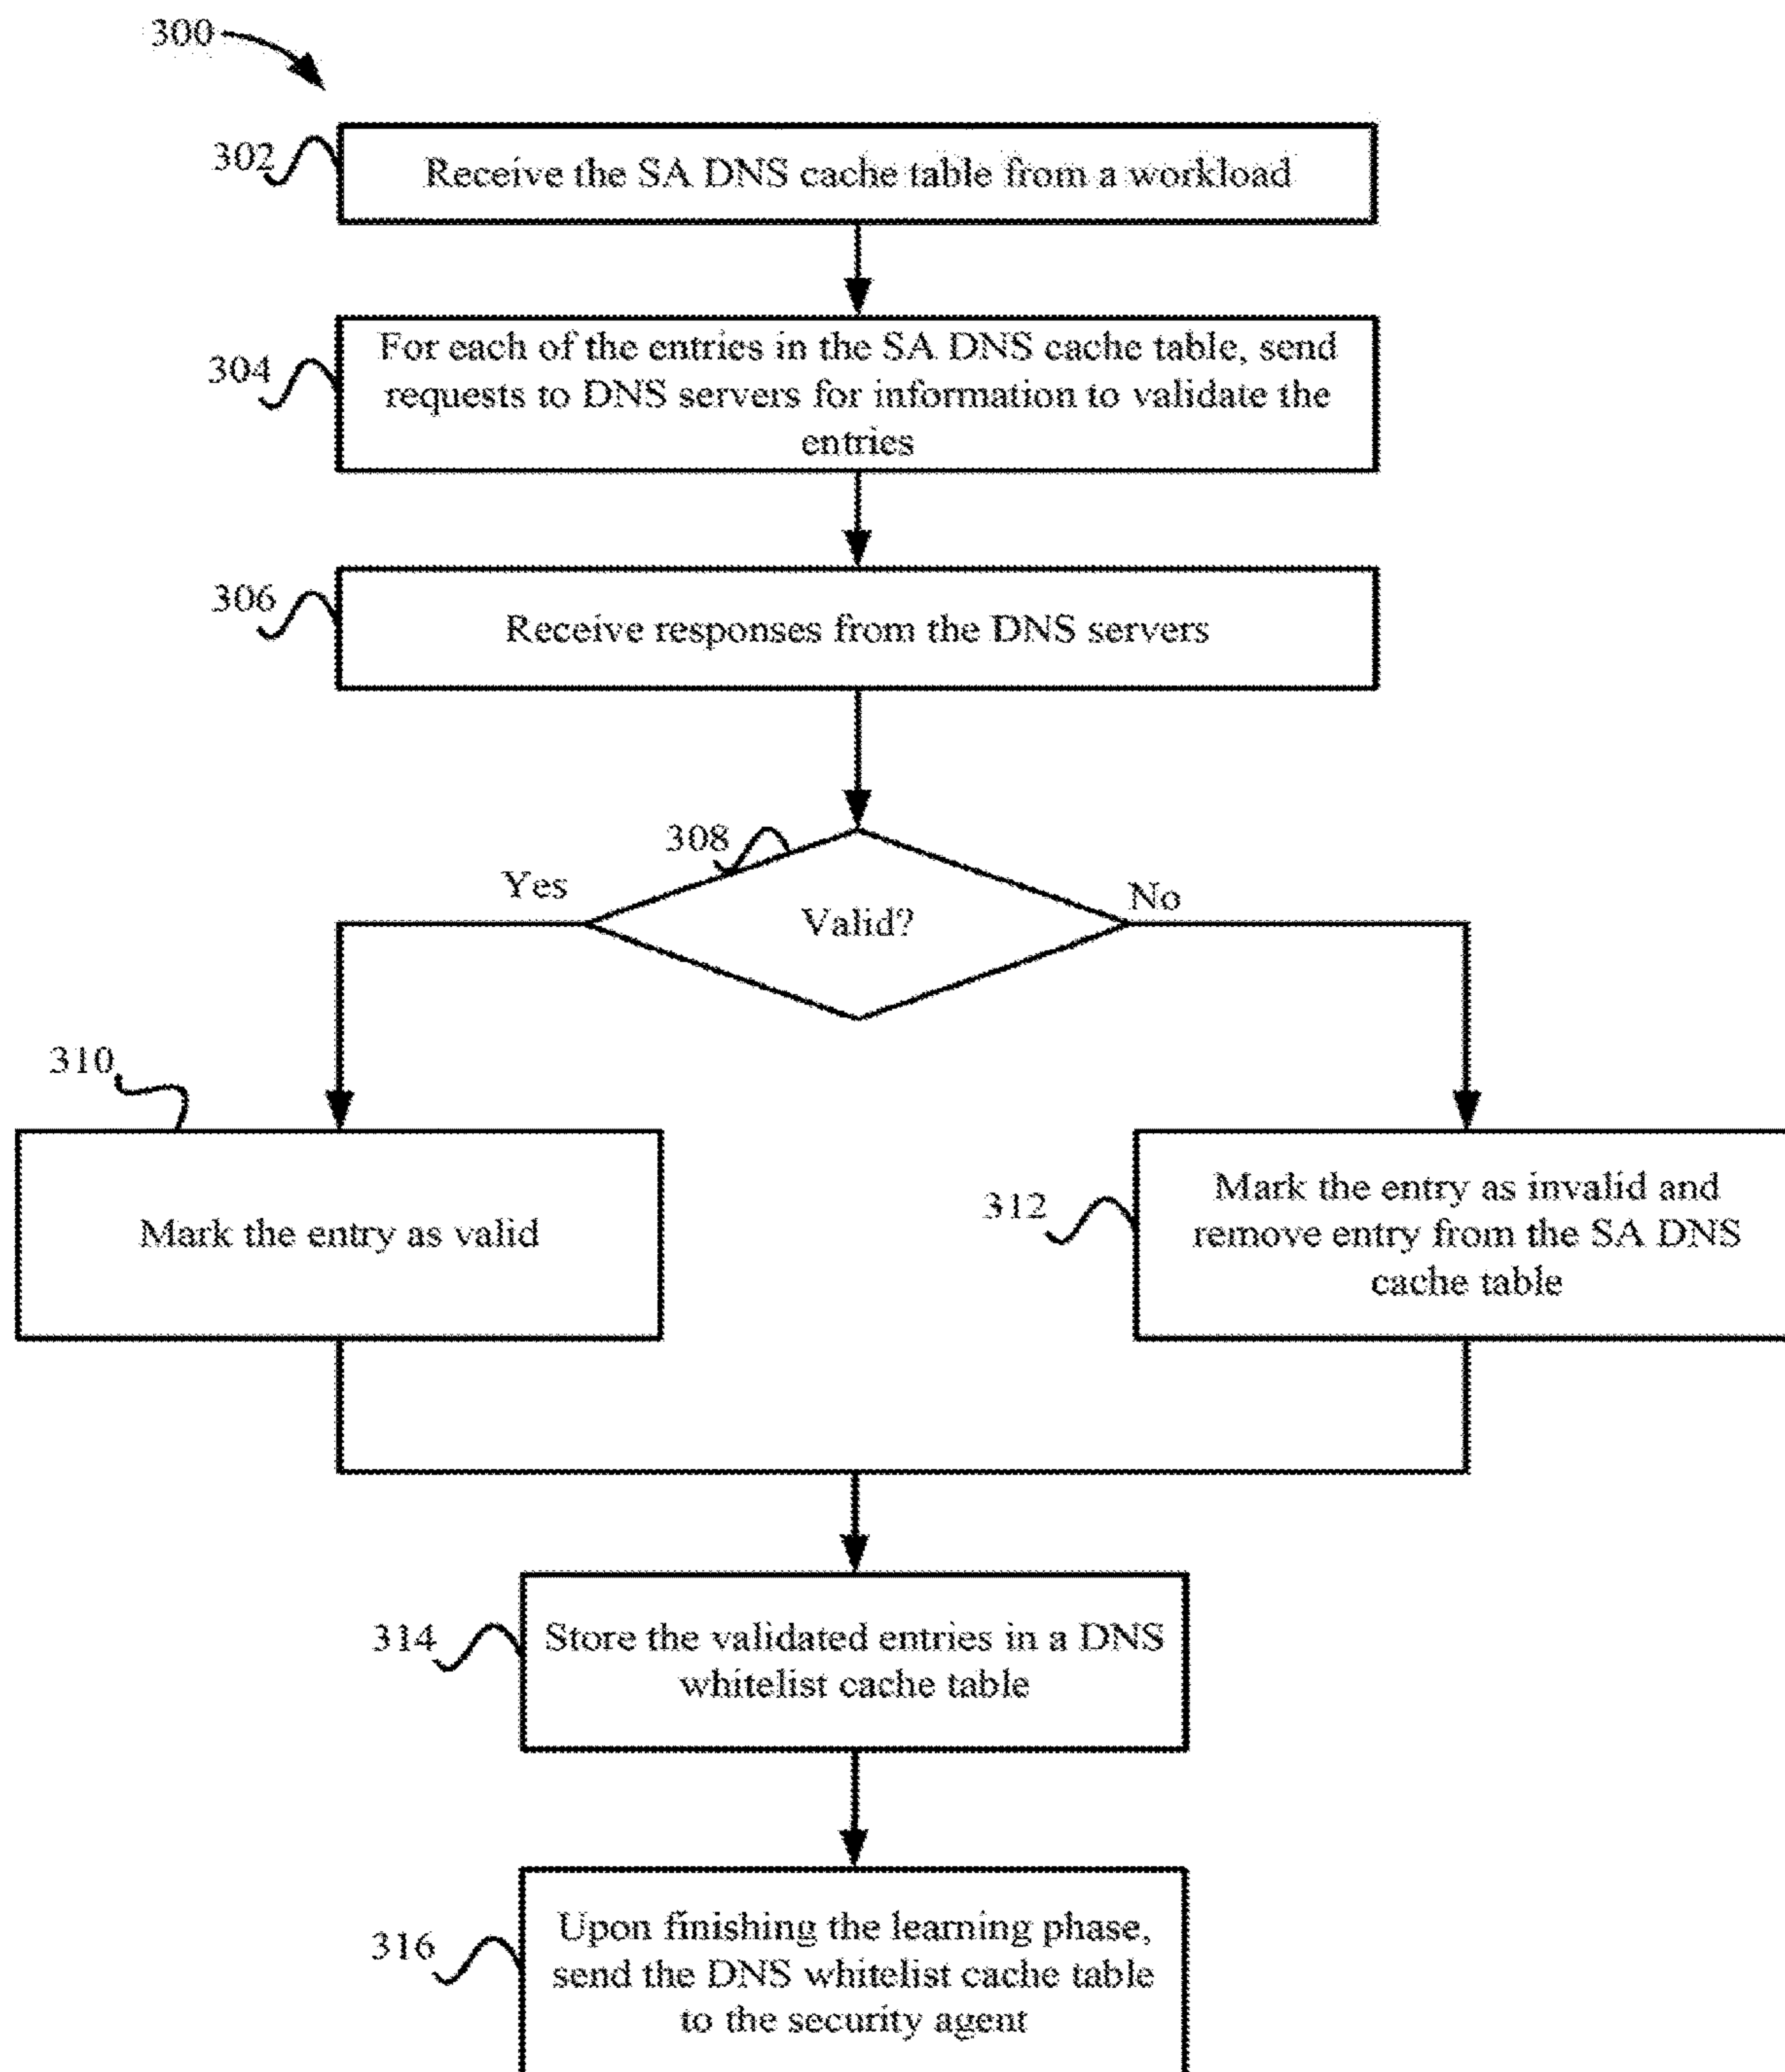 300
302
Receive the SA DNS cache table from a workload
304
For each of the entries in the SA DNS cache table, send
requests to DNS servers for information to validate the
entries
306
Receive responses from the DNS servers
308
Yes
No
Valid?
310
Mark the entry as valid
312
Mark the entry as invalid and
remove entry from the SA DNS
cache table
314
Store the validated entries in a DNS
whitelist cache table
316
Upon finishing the learning phase,
send the DNS whitelist cache table
to the security agent